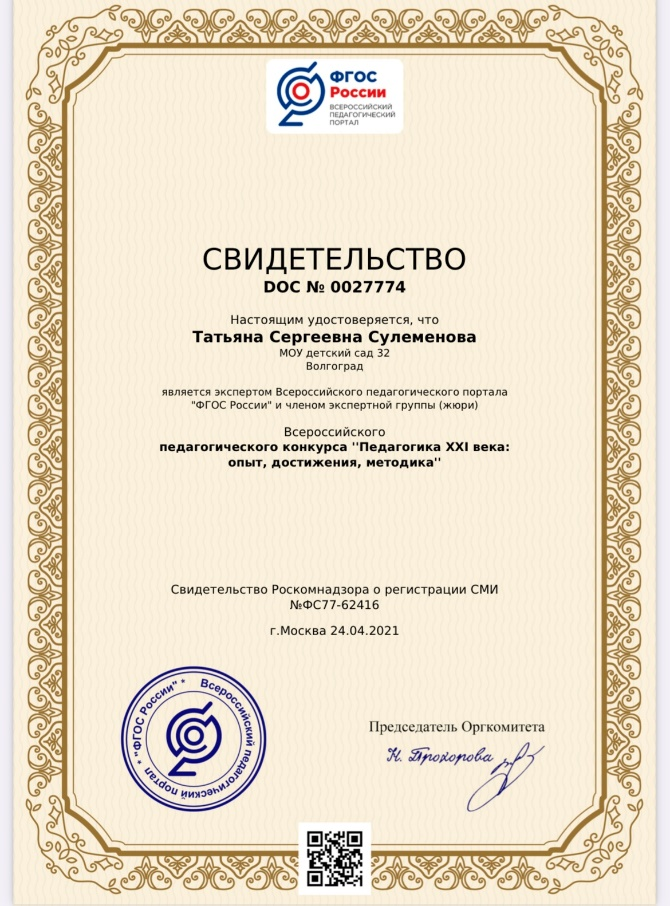 ФГОС
России
ВСЕРОССИЙСКИЙ
ПЕДАГОГИЧЕСКИЙ
ПОРТАЛ
СВИДЕТЕЛЬСТВО
DOC № 0027774
Настоящим удостоверяется, что
Татьяна Сергеевна Сулеменова
МОУ детский сад 32
Волгоград
является экспертом Всероссийского педагогического портала
"ФГОС России" и членом экспертной группы (жюри)
Всероссийского
педагогического конкурса ''Педагогика XXI века:
опыт, достижения, методика''
Свидетельство Роскомнадзора о регистрации СМИ
№ФС77-62416
г.Москва 24.04.2021
Всероссийский педагогический портал * "ФГОС России" *
Председатель Оргкомитета
Н. Прохорова